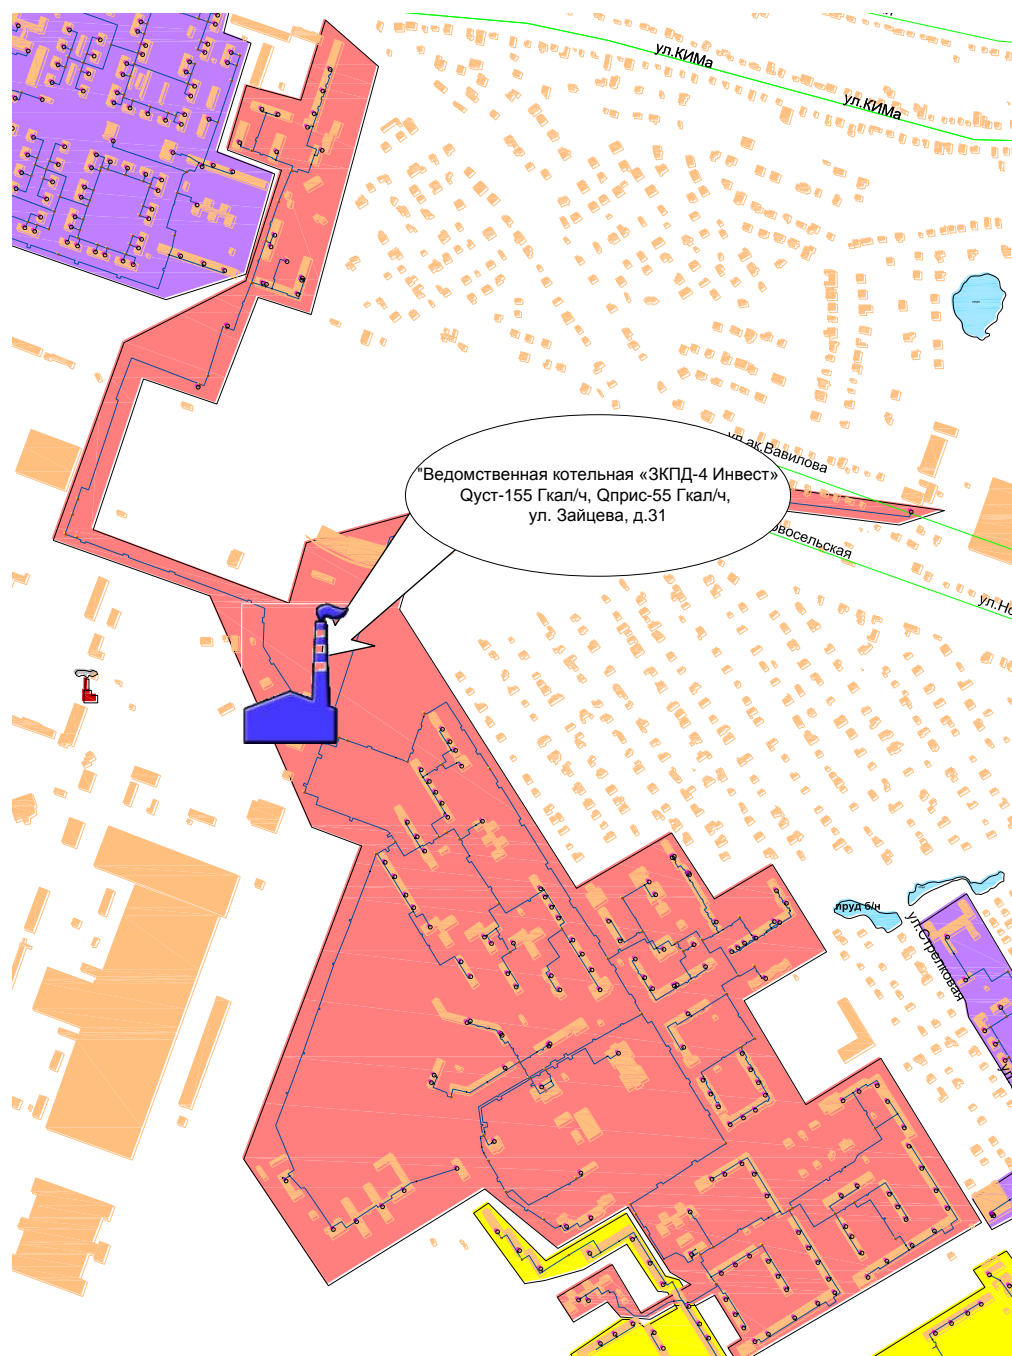 ул.КИМа
ул.КИМа
ул.ак.Вавилова
"Ведомственная котельная «ЗКПД-4 Инвест»
Qуст-155 Гкал/ч, Qприс-55 Гкал/ч,
ул. Зайцева, д.31
овосельская
ул.Но
пруд б/н
ул.Стрелковая